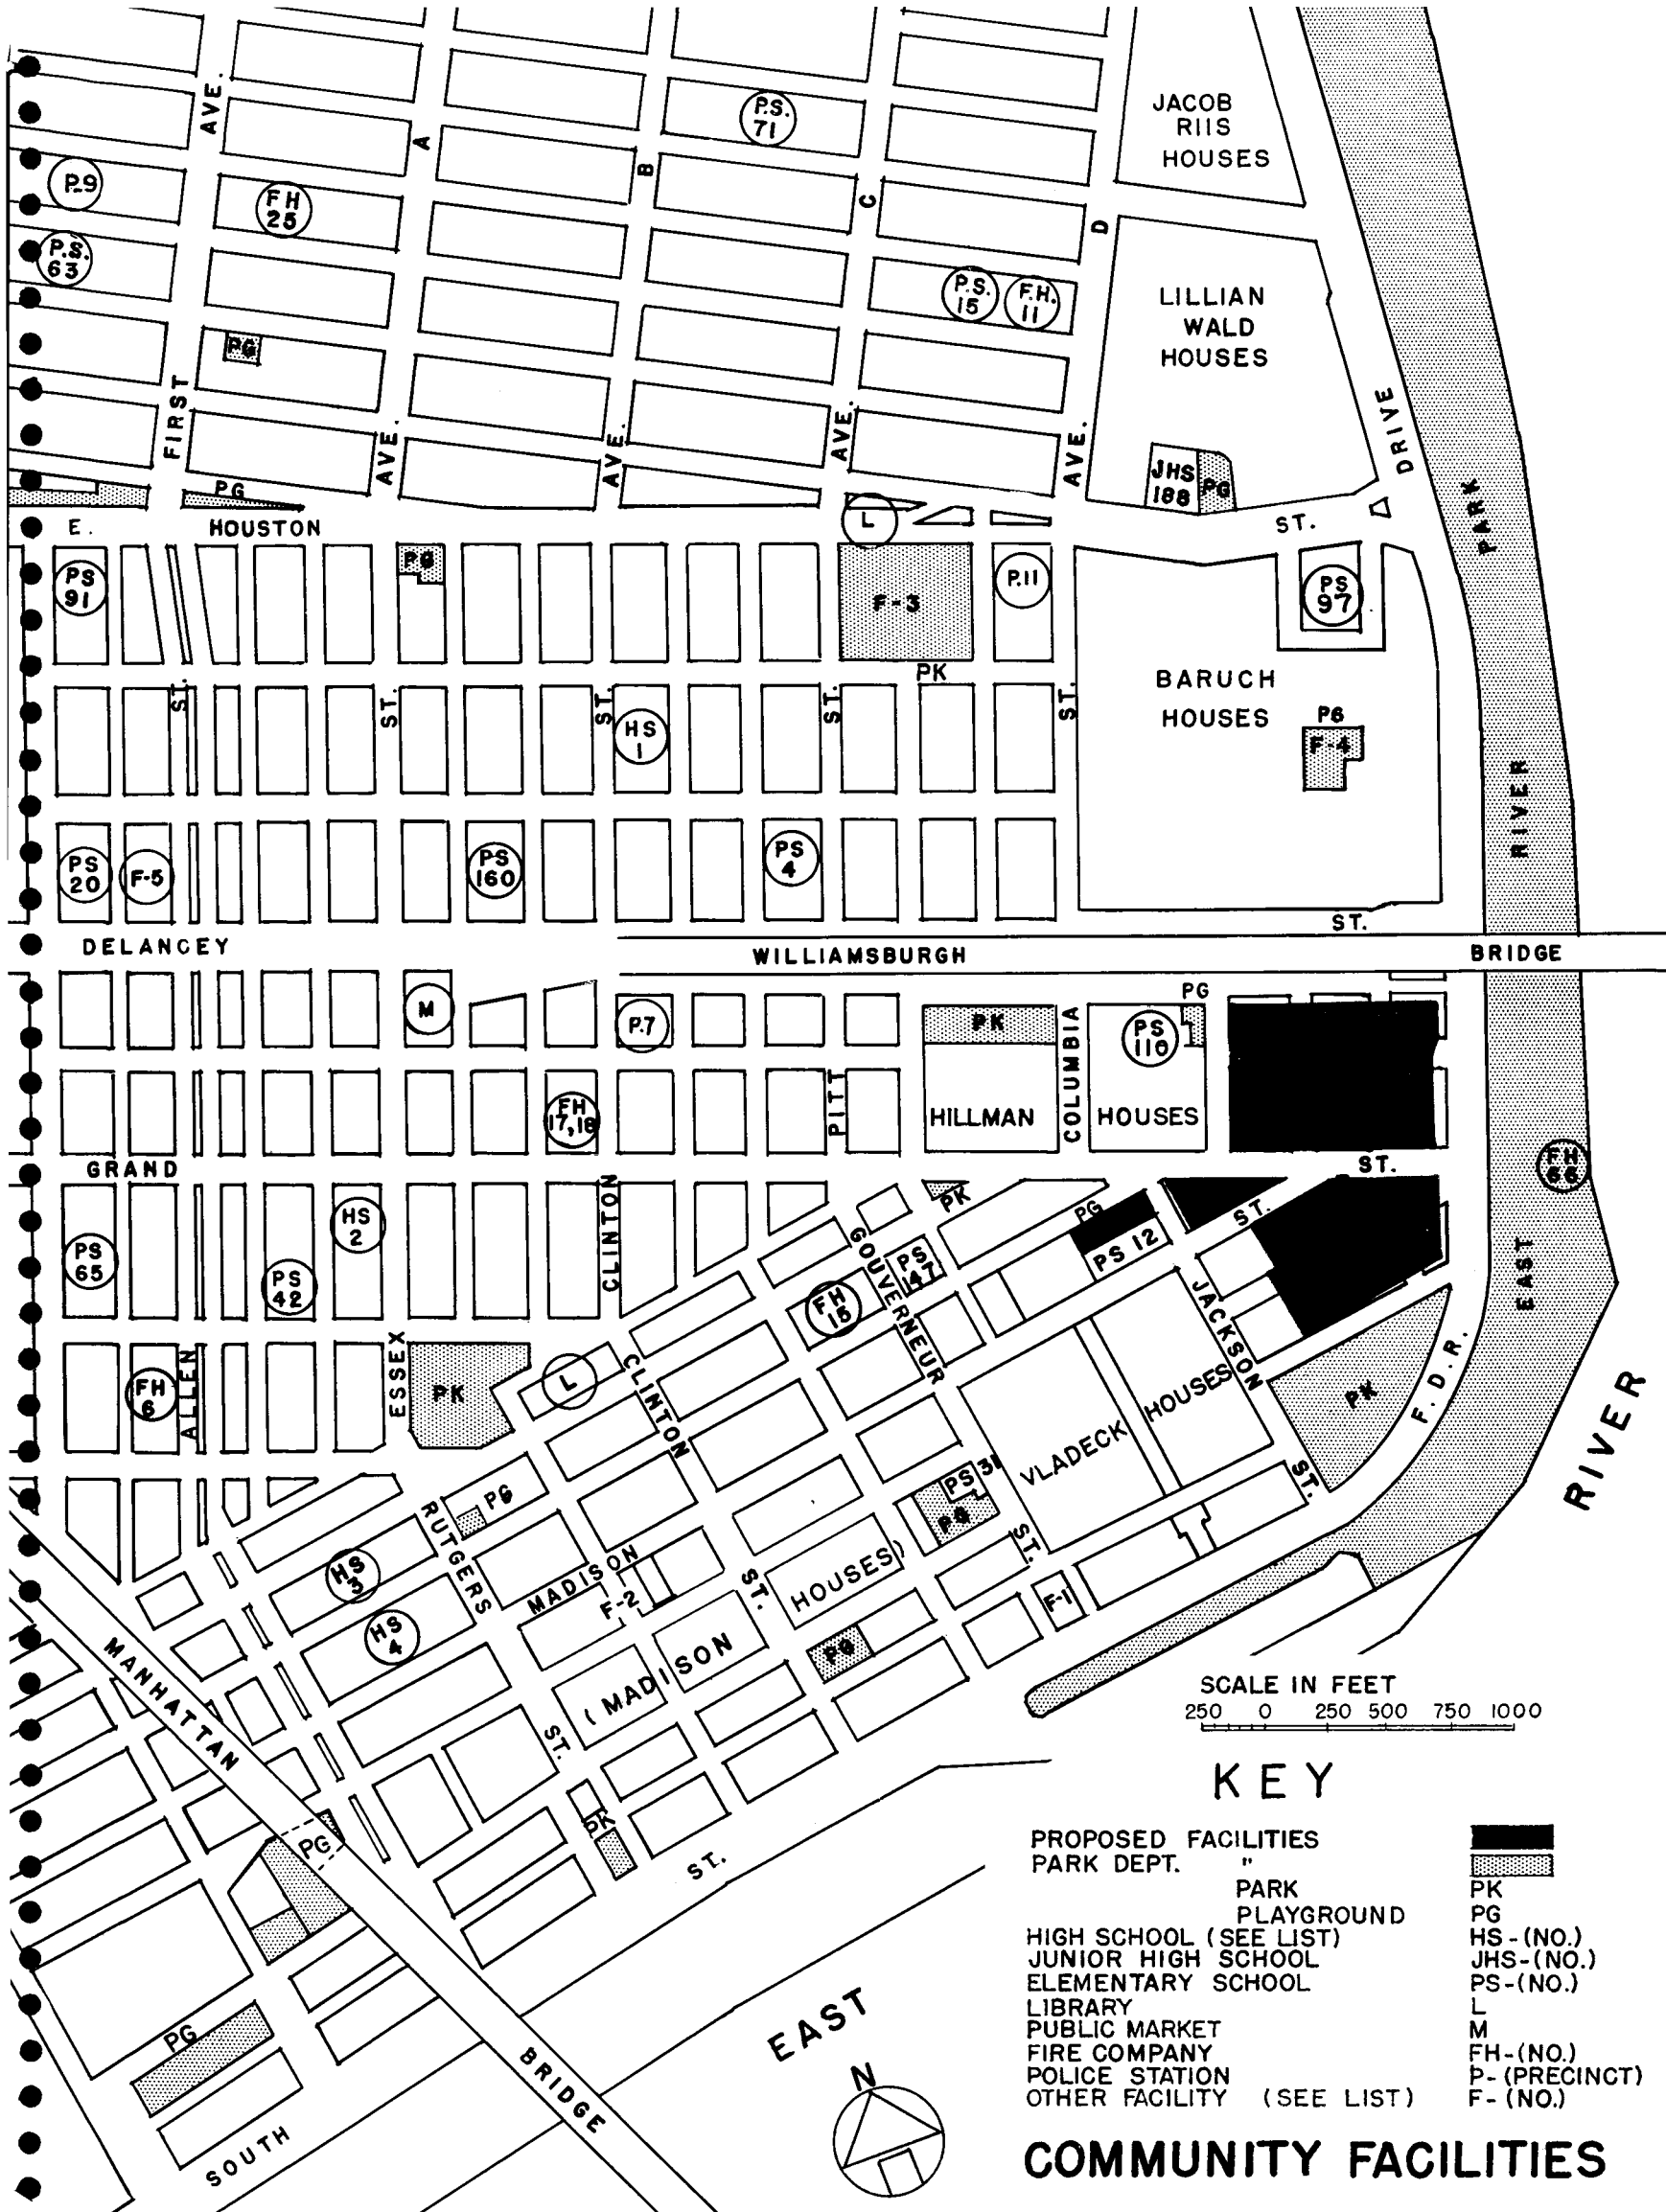 AVE.
A
B
C
D
P.S.
71
JACOB
RIIS
HOUSES
P.9
FH
25
P.S.
63
P.S.
15
F.H.
11
LILLIAN
WALD
HOUSES
PG
FIRST
AVE.
AVE.
AVE.
AVE.
DRIVE
JHS
188
PG
PG
L
E. HOUSTON ST.
PARK
PS
91
PG
F-3
P.11
PS
97
PK
ST.
ST.
ST.
ST.
ST.
HS
1
BARUCH
HOUSES
P6
F-4
RIVER
PS
20
F-5
PS
160
PS
4
ST.
DELANCEY
WILLIAMSBURGH
BRIDGE
M
P.7
PK
COLUMBIA
PG
PS
110
FH
17,18
PITT
HILLMAN
HOUSES
GRAND
ST.
FH
66
HS
2
CLINTON
PK
PG
ST.
PS
65
PS
42
GOUVERNEUR
PS
147
PS 12
EAST
FH
15
JACKSON
FH
6
ALLEN
ESSEX
PK
L
CLINTON
HOUSES
PK
F. D. R.
RIVER
VLADECK
PS 31
PG
ST.
PG
RUTGERS
HS
3
MADISON
F-2
ST.
HOUSES)
ST.
F-1
HS
4
(MADISON
PG
MANHATTAN
ST.
SCALE IN FEET
250 0 250 500 750 1000
PK
ST.
PG
KEY
PROPOSED FACILITIES
PARK DEPT. "
PARK PK
PLAYGROUND PG
HIGH SCHOOL (SEE LIST) HS-(NO.)
JUNIOR HIGH SCHOOL JHS-(NO.)
ELEMENTARY SCHOOL PS-(NO.)
LIBRARY L
PUBLIC MARKET M
FIRE COMPANY FH-(NO.)
POLICE STATION P-(PRECINCT)
OTHER FACILITY (SEE LIST) F-(NO.)
EAST
PG
BRIDGE
N
SOUTH
COMMUNITY FACILITIES